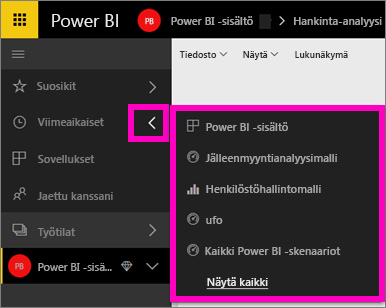 Power BI
PB
Power BI -sisältö
Hankinta-analyysi
Tiedosto
Näytä
Lukunäkymä
Suosikit
Viimeaikaiset
Sovellukset
Jaettu kanssani
Työtilat
PB
Power BI -sisä...
Power BI -sisältö
Jälleenmyyntianalyysimalli
Henkilöstöhallintomalli
ufo
Kaikki Power BI -skenaariot
Näytä kaikki